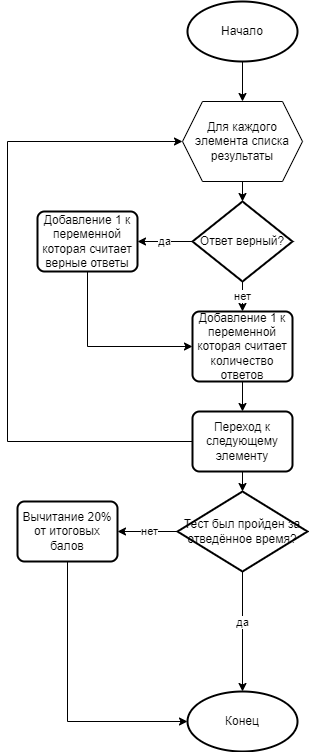 Начало
Для каждого
элемента списка
результаты
Ответ верный?
да
Добавление 1 к
переменной
которая считает
верные ответы
нет
Добавление 1 к
переменной
которая считает
количество
ответов
Переход к
следующему
элементу
Тест был пройден за
отведённое время?
нет
Вычитание 20%
от итоговых
балов
да
Конец